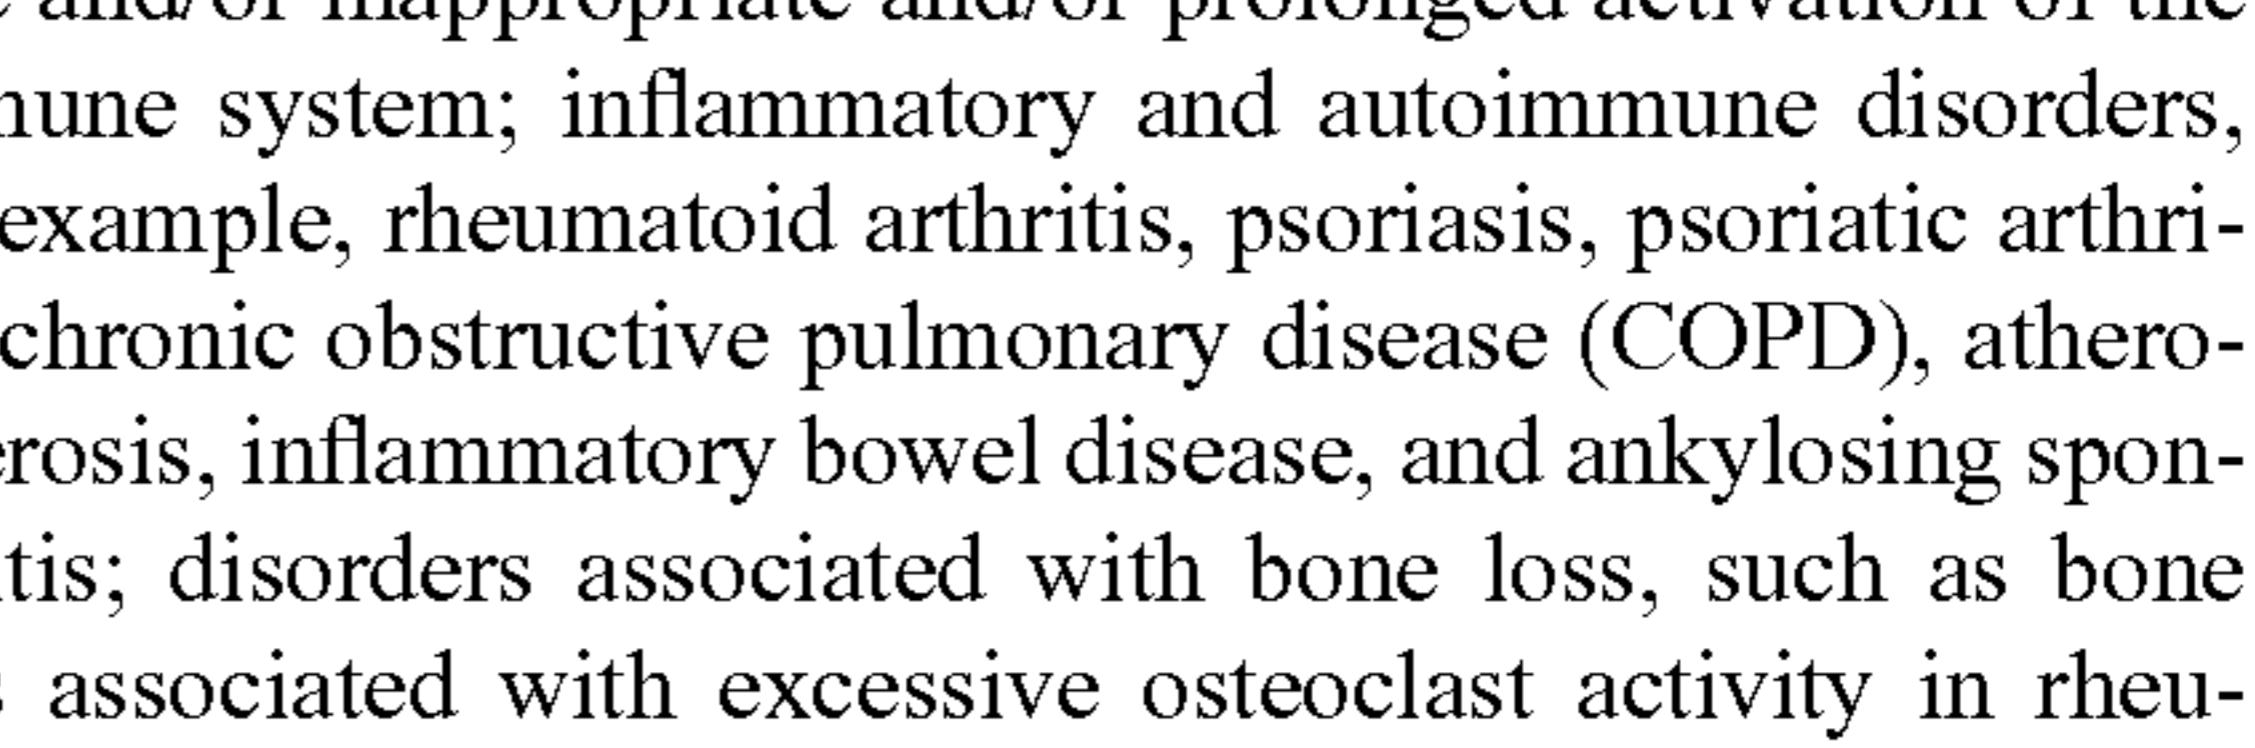 and/or inappropriate and/or prolonged activation of the
mune system; inflammatory and autoimmune disorders,
example, rheumatoid arthritis, psoriasis, psoriatic arthri-
chronic obstructive pulmonary disease (COPD), athero-
erosis, inflammatory bowel disease, and ankylosing spon-
tis; disorders associated with bone loss, such as bone
associated with excessive osteoclast activity in rheu-